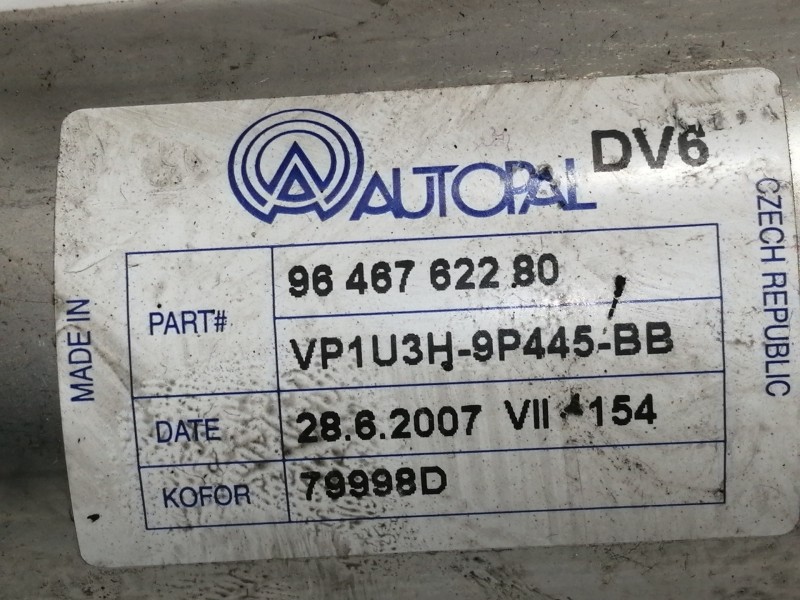 AUTOPAL DV6
MADE IN
CZECH REPUBLIC
PART# 96 467 622 80
VP1U3H-9P445-BB
DATE 28.6.2007 VII - 154
KOFOR 79998D